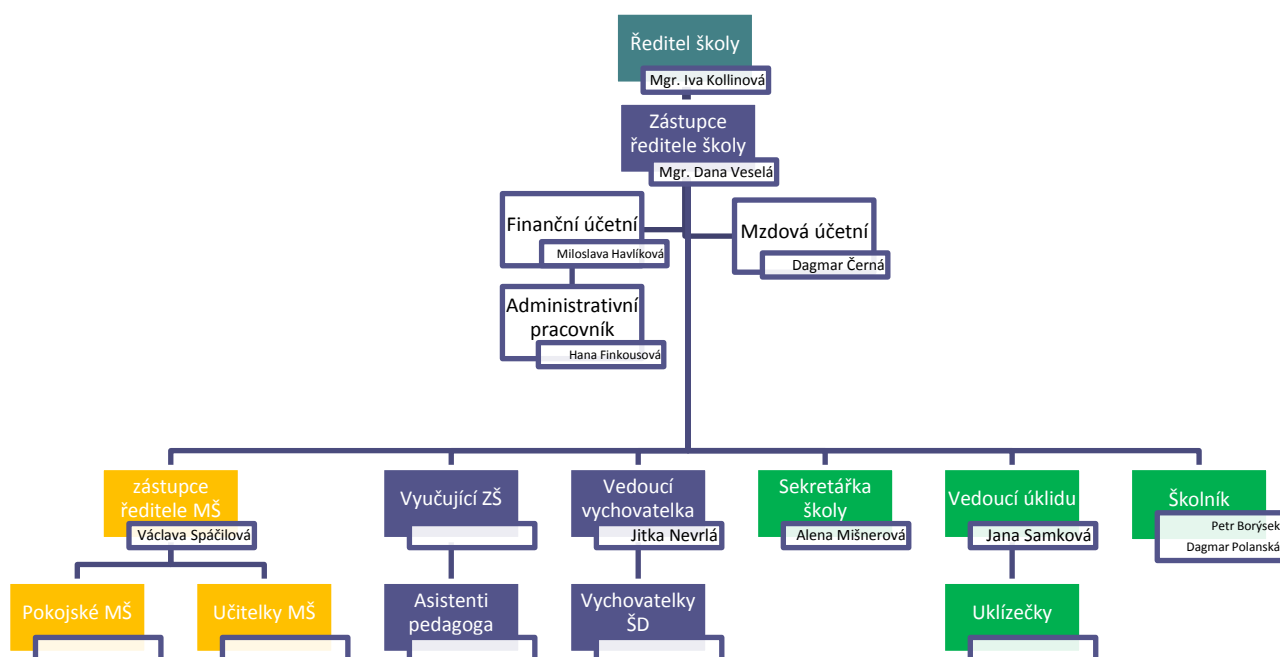 Ředitel školy
Mgr. Iva Kollinová
Zástupce
ředitele školy
Mgr. Dana Veselá
Finanční účetní
Miloslava Havlíková
Mzdová účetní
Dagmar Černá
Administrativní
pracovník
Hana Finkousová
zástupce
ředitele MŠ
Václava Spáčilová
Vyučující ZŠ
Vedoucí
vychovatelka
Jitka Nevrlá
Sekretářka
školy
Alena Mišnerová
Vedoucí úklidu
Jana Samková
Školník
Petr Borýsek
Dagmar Polanská
Pokojské MŠ
Učitelky MŠ
Asistenti
pedagoga
Vychovatelky
ŠD
Uklízečky